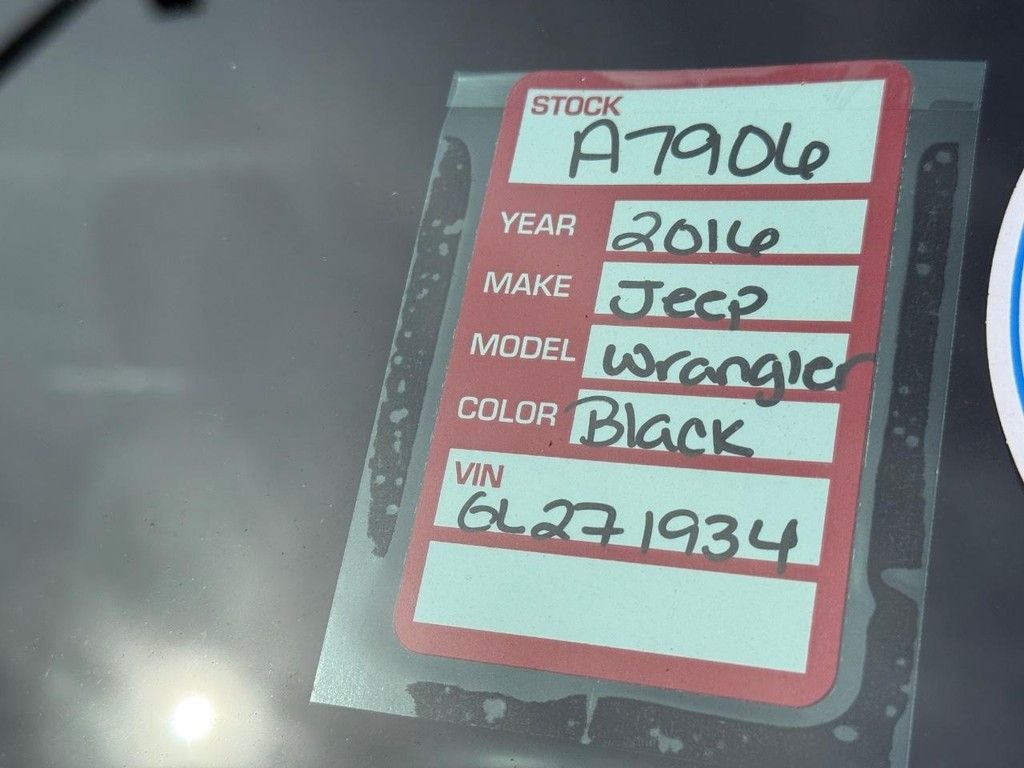 STOCK
A7906
YEAR 2016
MAKE Jeep
MODEL Wrangler
COLOR Black
VIN
GL271934